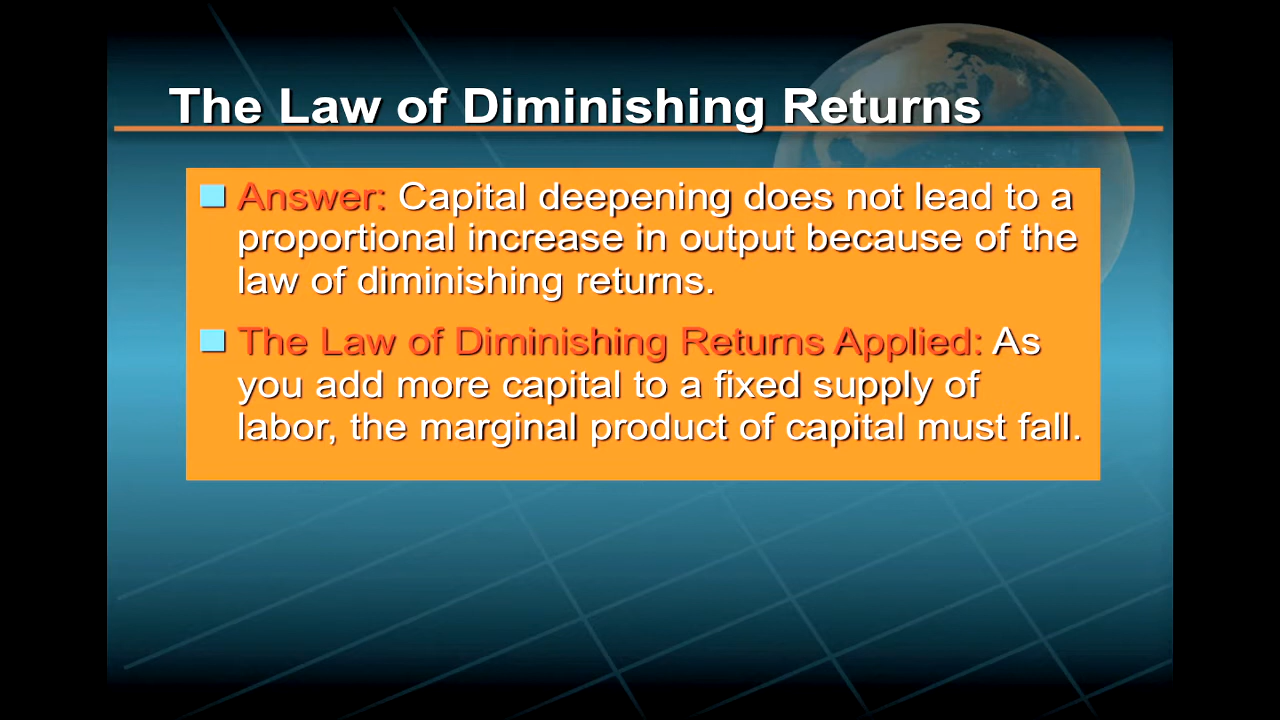 The Law of Diminishing Returns
Answer: Capital deepening does not lead to a
proportional increase in output because of the
law of diminishing returns.
The Law of Diminishing Returns Applied: As
you add more capital to a fixed supply of
labor, the marginal product of capital must fall.